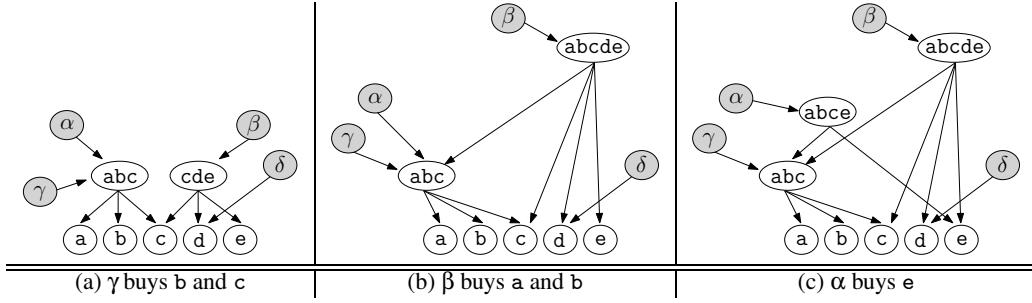 β
β
abcde
abcde
α
α
abce
α
β
γ
γ
δ
δ
δ
abc
cde
abc
abc
γ
a b c d e
a b c d e
a b c d e
(a) γ buys b and c
(b) β buys a and b
(c) α buys e